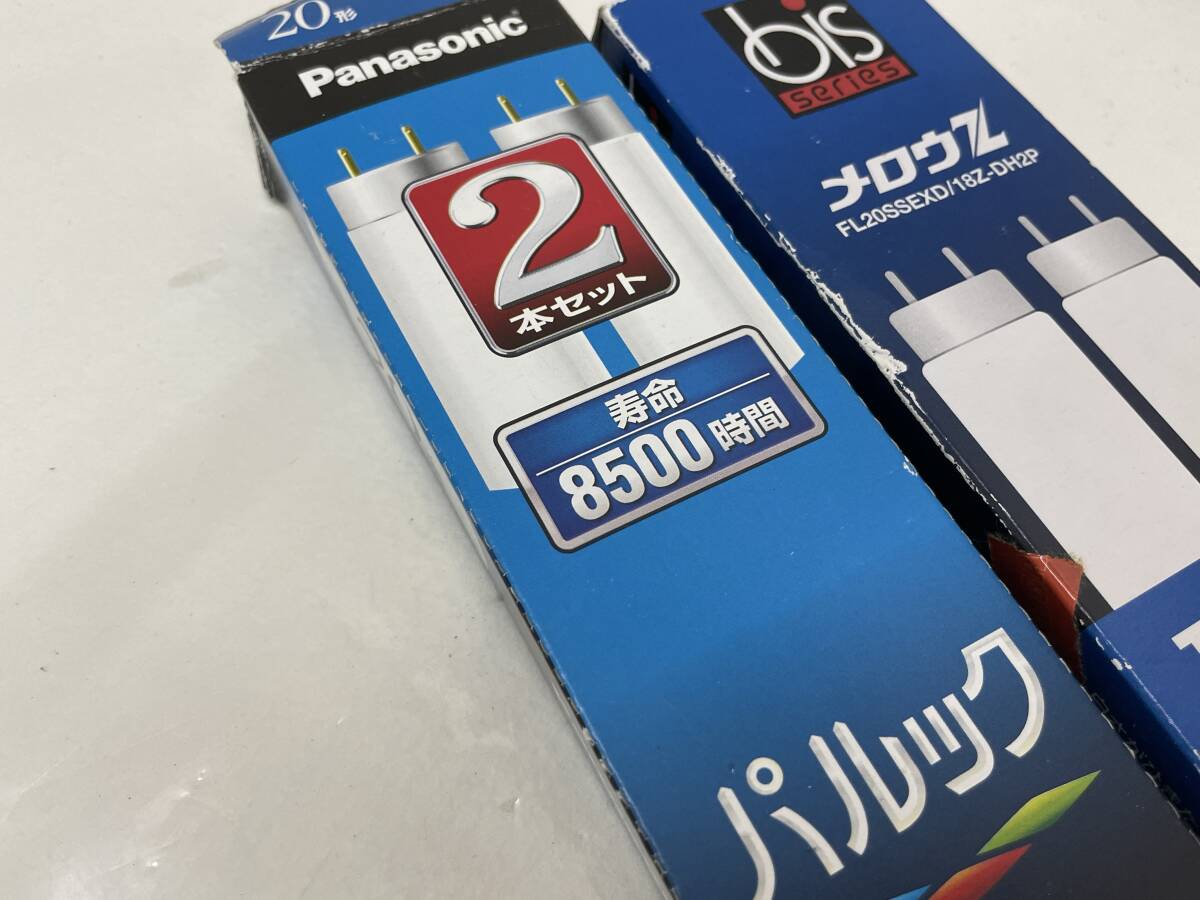 20形
Panasonic
2
本セット
寿命
8500時間
パルック
bis
series
メロウZ
FL20SSEXD/18Z-DH2P